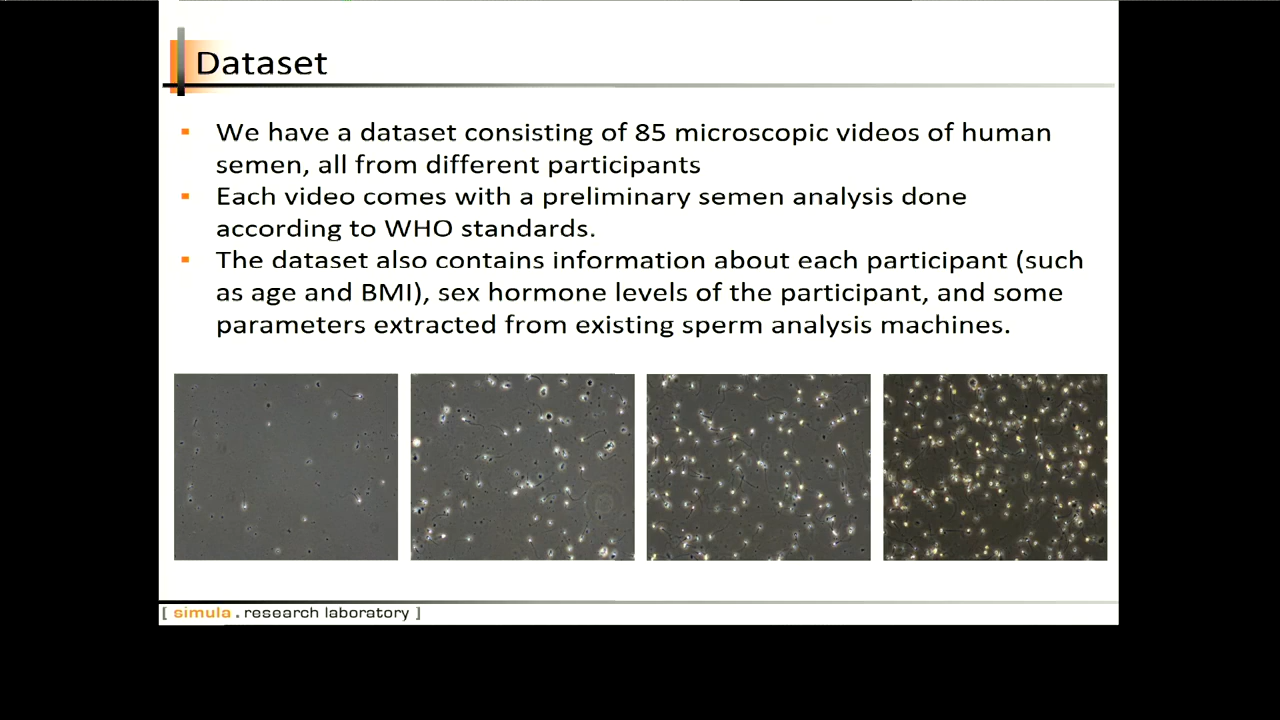 Dataset
We have a dataset consisting of 85 microscopic videos of human
semen, all from different participants
Each video comes with a preliminary semen analysis done
according to WHO standards.
The dataset also contains information about each participant (such
as age and BMI), sex hormone levels of the participant, and some
parameters extracted from existing sperm analysis machines.
[ simula . research laboratory ]